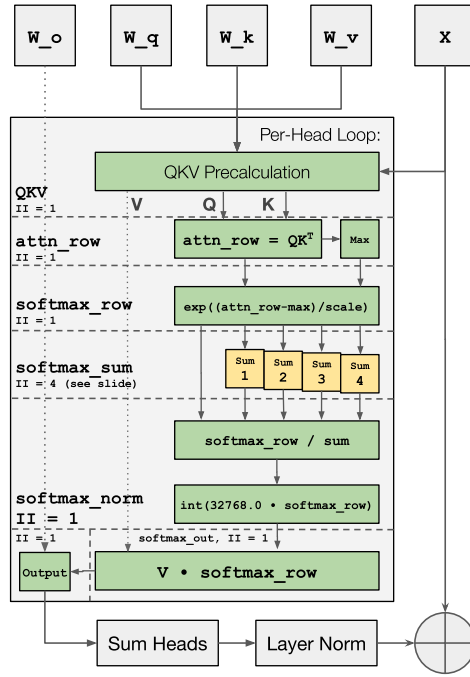 W_o W_q W_k W_v X
Per-Head Loop:
QKV Precalculation
QKV
II = 1
V Q K
attn_row
II = 1
attn_row = QKᵀ
Max
softmax_row
II = 1
exp((attn_row-max)/scale)
softmax_sum
II = 4 (see slide)
Sum 1
Sum 2
Sum 3
Sum 4
softmax_row / sum
softmax_norm
II = 1
int(32768.0 • softmax_row)
II = 1
softmax_out, II = 1
Output
V • softmax_row
Sum Heads
Layer Norm